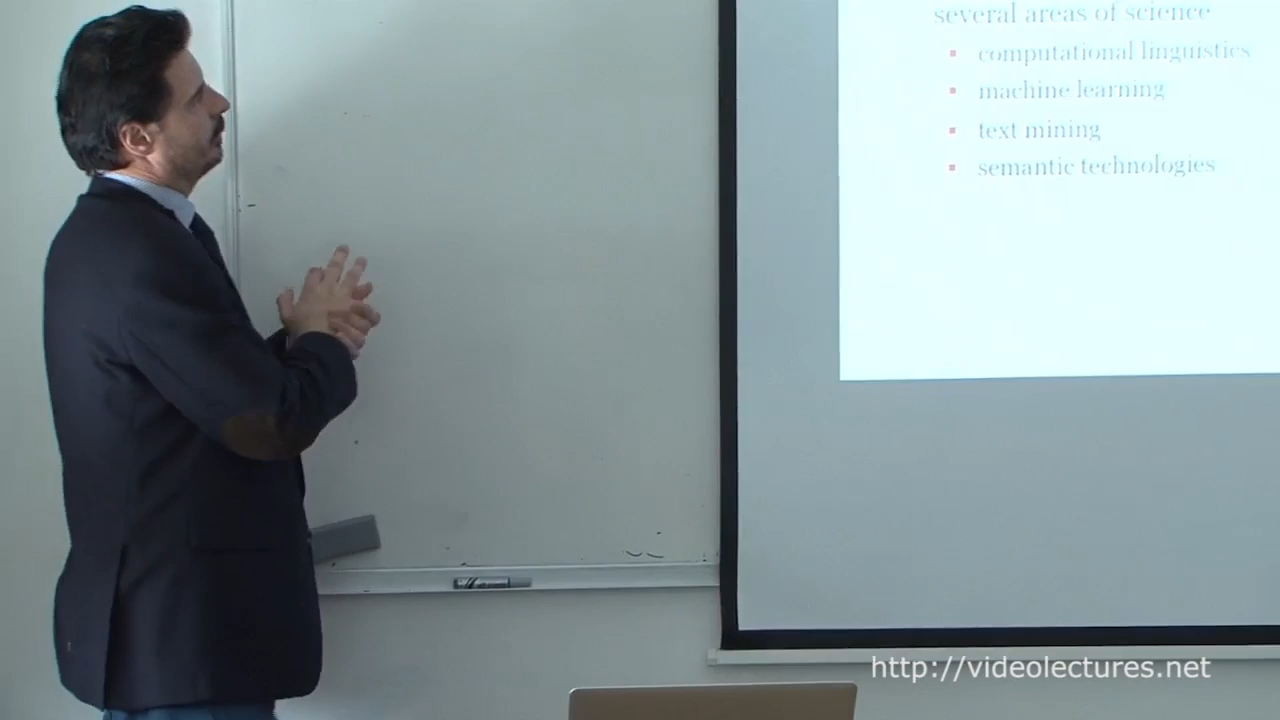 several areas of science
computational linguistics
machine learning
text mining
semantic technologies
http://videolectures.net